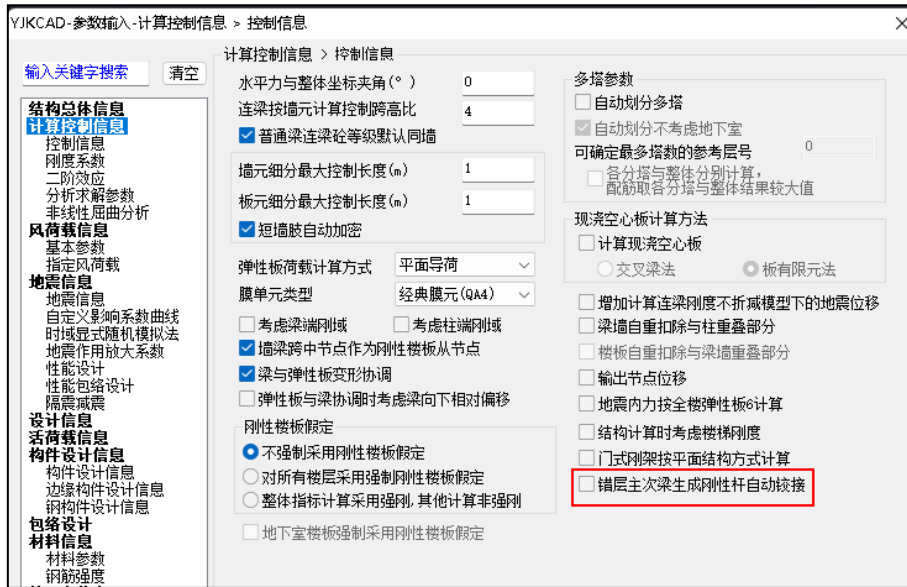 YJKCAD-参数输入-计算控制信息 > 控制信息
输入关键字搜索
清空
结构总体信息
计算控制信息
控制信息
刚度系数
二阶效应
分析求解参数
非线性屈曲分析
风荷载信息
基本参数
指定风荷载
地震信息
地震信息
自定义影响系数曲线
时域显式随机模拟法
地震作用放大系数
性能设计
性能包络设计
隔震减震
设计信息
活荷载信息
构件设计信息
构件设计信息
边缘构件设计信息
钢构件设计信息
包络设计
材料信息
材料参数
钢筋强度
计算控制信息 > 控制信息
水平力与整体坐标夹角(°) 0
连梁按墙元计算控制跨高比 4
普通梁连梁砼等级默认同墙
墙元细分最大控制长度(m) 1
板元细分最大控制长度(m) 1
短墙肢自动加密
弹性板荷载计算方式 平面导荷
膜单元类型 经典膜元(QA4)
考虑梁端刚域 考虑柱端刚域
墙梁跨中节点作为刚性楼板从节点
梁与弹性板变形协调
弹性板与梁协调时考虑梁向下相对偏移
刚性楼板假定
不强制采用刚性楼板假定
对所有楼层采用强制刚性楼板假定
整体指标计算采用强刚,其他计算非强刚
地下室楼板强制采用刚性楼板假定
多塔参数
自动划分多塔
自动划分不考虑地下室
可确定最多塔数的参考层号 0
各分塔与整体分别计算，
配筋取各分塔与整体结果较大值
现浇空心板计算方法
计算现浇空心板
交叉梁法 板有限元法
增加计算连梁刚度不折减模型下的地震位移
梁墙自重扣除与柱重叠部分
楼板自重扣除与梁墙重叠部分
输出节点位移
地震内力按全楼弹性板6计算
结构计算时考虑楼梯刚度
门式刚架按平面结构方式计算
错层主次梁生成刚性杆自动铰接